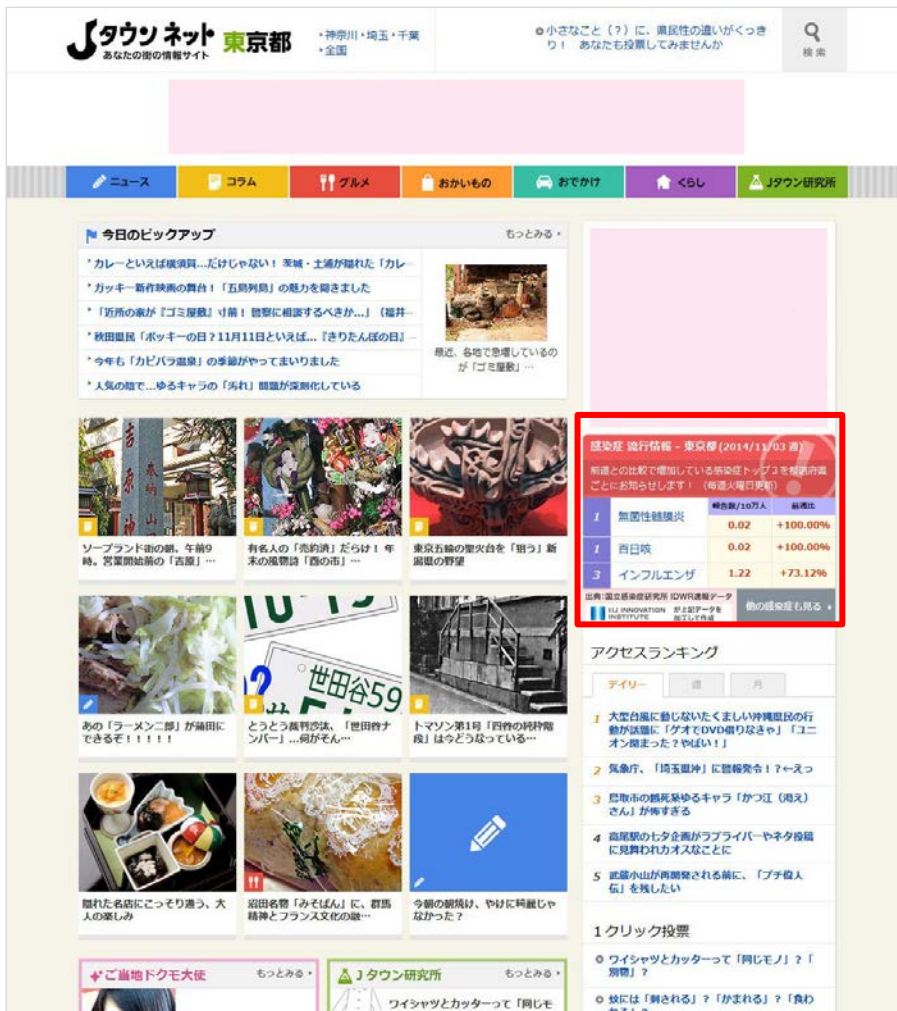 Jタウンネット 東京都
あなたの街の情報サイト
・神奈川・埼玉・千葉
・全国
小さなこと（？）に、県民性の違いがくっき
り！ あなたも投票してみませんか
検索
ニュース
コラム
グルメ
おかいもの
おでかけ
くらし
Jタウン研究所
今日のピックアップ
もっとみる
カレーといえば横須賀…だけじゃない！ 茨城・土浦が隠れた「カレ…
ガッキー新作映画の舞台！「五島列島」の魅力を聞きました
「近所の家が『ゴミ屋敷』寸前！ 警察に相談するべきか...」（福井…
秋田県民「ポッキーの日？11月11日といえば...『きりたんぽの日』…
今年も「カピバラ温泉」の季節がやってまいりました
人気の陰で…ゆるキャラの「汚れ」問題が深刻化している
最近、各地で急増しているの
が「ゴミ屋敷」…
吉原神
ソープランド街の朝、午前9
時。営業開始前の「吉原」…
有名人の「売約済」だらけ！ 年
末の風物詩「酉の市」…
東京五輪の聖火台を「狙う」新
潟県の野望
世田谷59
あの「ラーメン二郎」が蒲田に
できるぞ！！！！！
とうとう裁判沙汰、「世田谷ナ
ンバー」...何がそん…
トマソン第1号「四谷の純粋階
段」は今どうなっている…
隠れた名店にこっそり通う、大
人の楽しみ
沼田名物「みそぱん」に、群馬
精神とフランス文化の融…
今朝の朝焼け、やけに綺麗じゃ
なかった？
ご当地ドクモ大使
もっとみる
Jタウン研究所
もっとみる
ワイシャツとカッターって「同じモ
感染症 流行情報 - 東京都(2014/11/03 週)
前週との比較で増加している感染症トップ3を都道府県
ごとにお知らせします！ （毎週火曜日更新）
報告数/10万人 前週比
1 無菌性髄膜炎 0.02 +100.00%
1 百日咳 0.02 +100.00%
3 インフルエンザ 1.22 +73.12%
出典：国立感染症研究所 IDWR速報データ
IIJ INNOVATION INSTITUTE が上記データを加工して作成
他の感染症も見る
アクセスランキング
デイリー 週 月
1 大型台風に動じないたくましい沖縄県民の行
動が話題に「ゲオでDVD借りなきゃ」「ユニ
オン閉まった？やばい！」
2 気象庁、「埼玉県沖」に警報発令！？←えっ
3 鳥取市の餓死系ゆるキャラ「かつ江（渇え）
さん」が怖すぎる
4 高尾駅の七夕企画がラブライバーやネタ投稿
に見舞われカオスなことに
5 武蔵小山が再開発される前に、「プチ偉人
伝」を残したい
1クリック投票
ワイシャツとカッターって「同じモノ」？「
別物」？
蚊には「刺される」？「かまれる」？「食わ
れる」？